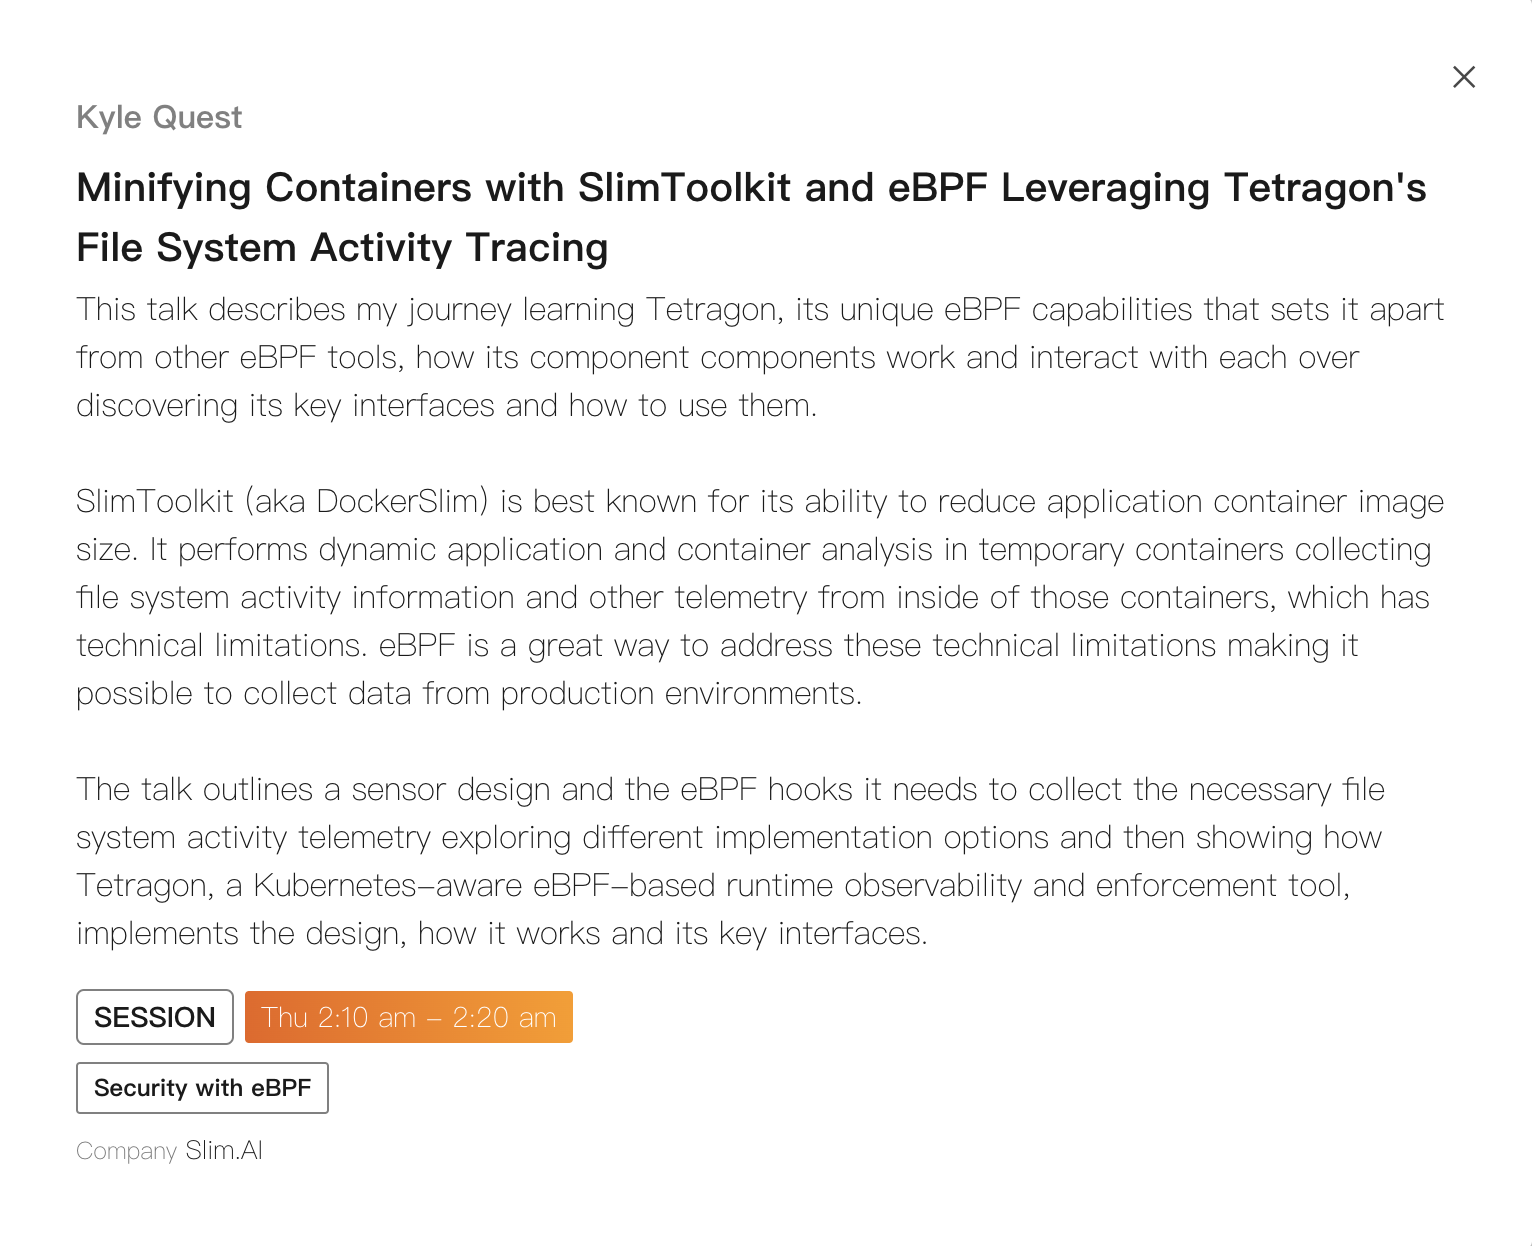 Kyle Quest
Minifying Containers with SlimToolkit and eBPF Leveraging Tetragon's
File System Activity Tracing
This talk describes my journey learning Tetragon, its unique eBPF capabilities that sets it apart
from other eBPF tools, how its component components work and interact with each over
discovering its key interfaces and how to use them.
SlimToolkit (aka DockerSlim) is best known for its ability to reduce application container image
size. It performs dynamic application and container analysis in temporary containers collecting
file system activity information and other telemetry from inside of those containers, which has
technical limitations. eBPF is a great way to address these technical limitations making it
possible to collect data from production environments.
The talk outlines a sensor design and the eBPF hooks it needs to collect the necessary file
system activity telemetry exploring different implementation options and then showing how
Tetragon, a Kubernetes–aware eBPF–based runtime observability and enforcement tool,
implements the design, how it works and its key interfaces.
SESSION Thu 2:10 am – 2:20 am
Security with eBPF
Company Slim.AI